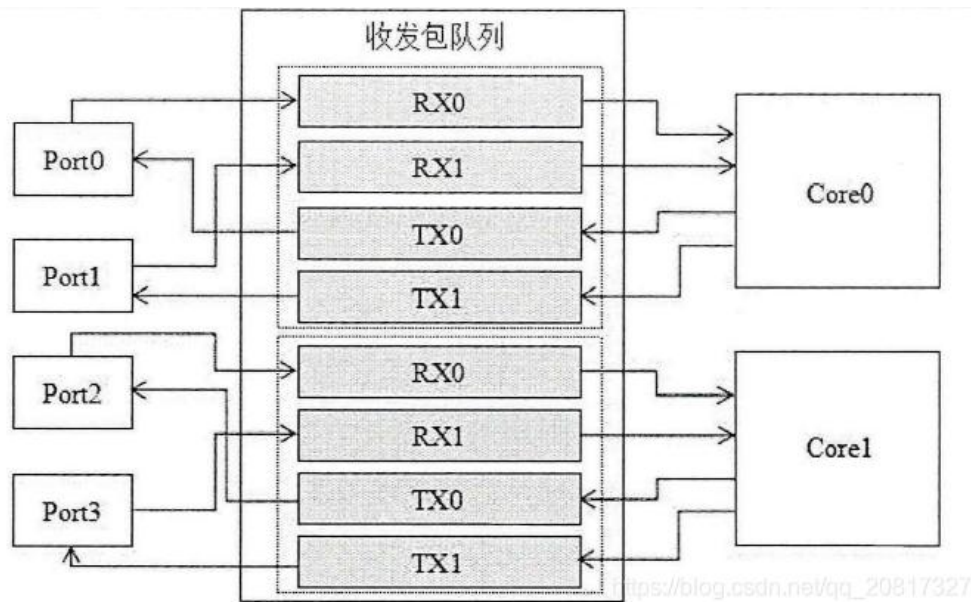 收发包队列
RX0
RX1
TX0
TX1
RX0
RX1
TX0
TX1
Port0
Port1
Port2
Port3
Core0
Core1
https://blog.csdn.net/qq_20817327